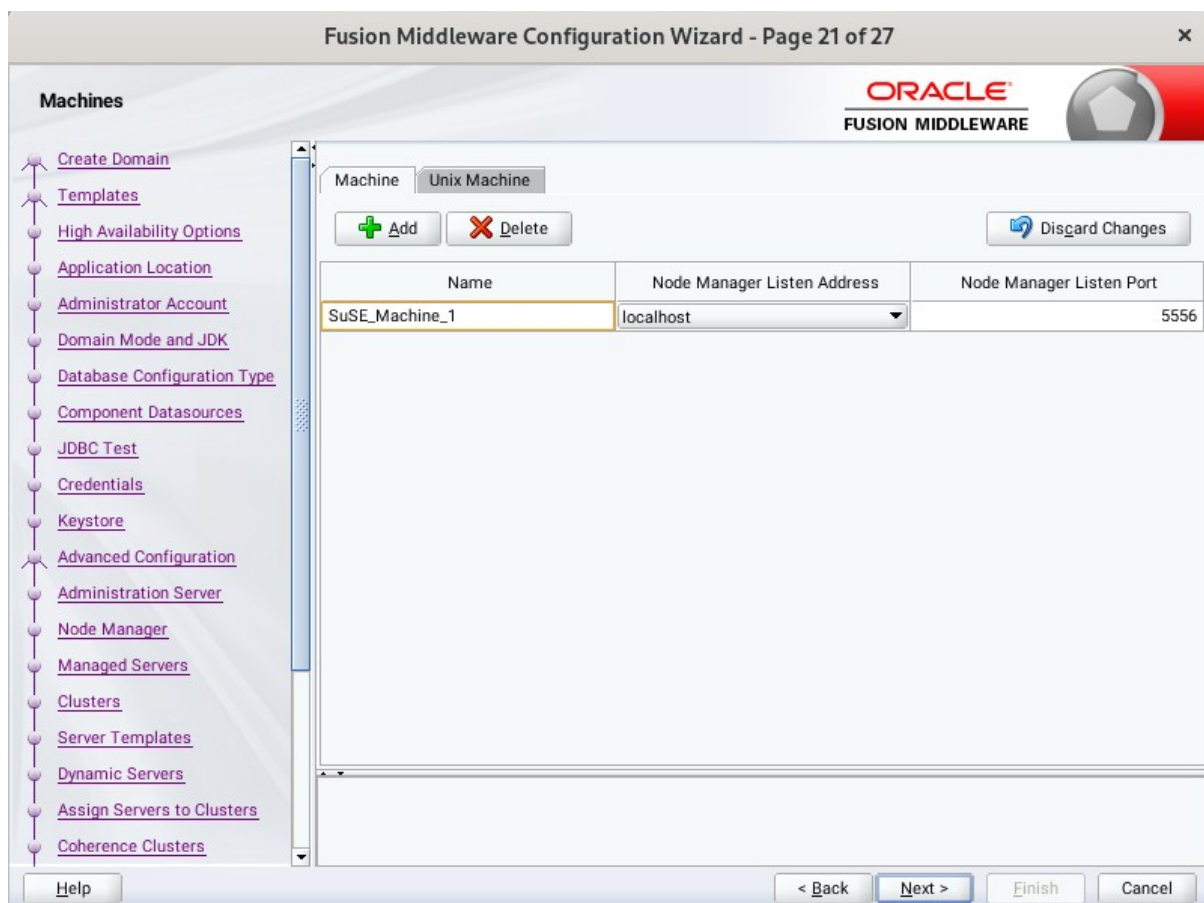 Fusion Middleware Configuration Wizard - Page 21 of 27
Machines
ORACLE
FUSION MIDDLEWARE
Create Domain
Templates
High Availability Options
Application Location
Administrator Account
Domain Mode and JDK
Database Configuration Type
Component Datasources
JDBC Test
Credentials
Keystore
Advanced Configuration
Administration Server
Node Manager
Managed Servers
Clusters
Server Templates
Dynamic Servers
Assign Servers to Clusters
Coherence Clusters
Machine Unix Machine
Add Delete Discard Changes
Name Node Manager Listen Address Node Manager Listen Port
SuSE_Machine_1 localhost 5556
Help < Back Next > Finish Cancel